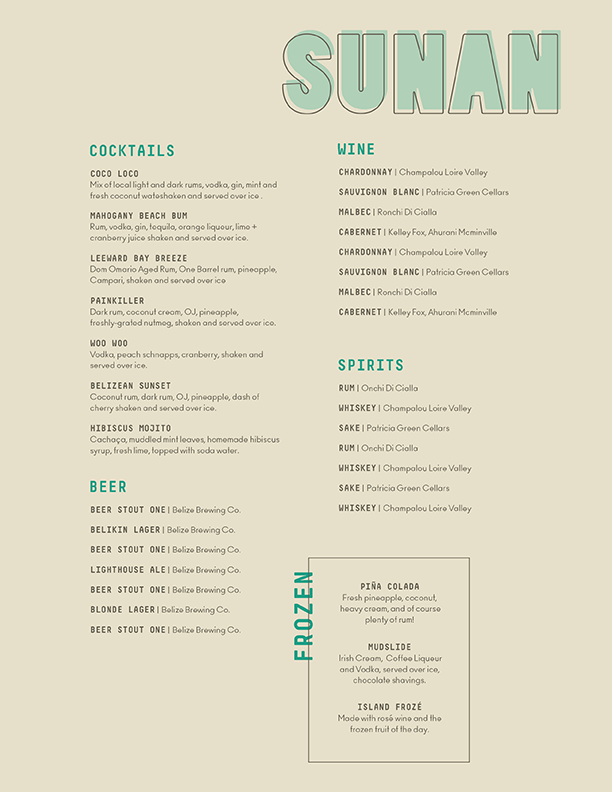 SUNAN
COCKTAILS
COCO LOCO
Mix of local light and dark rums, vodka, gin, mint and
fresh coconut wateshaken and served over ice .
MAHOGANY BEACH BUM
Rum, vodka, gin, tequila, orange liqueur, lime +
cranberry juice shaken and served over ice.
LEEWARD BAY BREEZE
Dom Omario Aged Rum, One Barrel rum, pineapple,
Campari, shaken and served over ice
PAINKILLER
Dark rum, coconut cream, OJ, pineapple,
freshly-grated nutmeg, shaken and served over ice.
WOO WOO
Vodka, peach schnapps, cranberry, shaken and
served over ice.
BELIZEAN SUNSET
Coconut rum, dark rum, OJ, pineapple, dash of
cherry shaken and served over ice.
HIBISCUS MOJITO
Cachaça, muddled mint leaves, homemade hibiscus
syrup, fresh lime, topped with soda water.
BEER
BEER STOUT ONE | Belize Brewing Co.
BELIKIN LAGER | Belize Brewing Co.
BEER STOUT ONE | Belize Brewing Co.
LIGHTHOUSE ALE | Belize Brewing Co.
BEER STOUT ONE | Belize Brewing Co.
BLONDE LAGER | Belize Brewing Co.
BEER STOUT ONE | Belize Brewing Co.
WINE
CHARDONNAY | Champalou Loire Valley
SAUVIGNON BLANC | Patricia Green Cellars
MALBEC | Ronchi Di Cialla
CABERNET | Kelley Fox, Ahurani Mcminville
CHARDONNAY | Champalou Loire Valley
SAUVIGNON BLANC | Patricia Green Cellars
MALBEC | Ronchi Di Cialla
CABERNET | Kelley Fox, Ahurani Mcminville
SPIRITS
RUM | Onchi Di Cialla
WHISKEY | Champalou Loire Valley
SAKE | Patricia Green Cellars
RUM | Onchi Di Cialla
WHISKEY | Champalou Loire Valley
SAKE | Patricia Green Cellars
WHISKEY | Champalou Loire Valley
FROZEN
PIÑA COLADA
Fresh pineapple, coconut,
heavy cream, and of course
plenty of rum!
MUDSLIDE
Irish Cream, Coffee Liqueur
and Vodka, served over ice,
chocolate shavings.
ISLAND FROZÉ
Made with rosé wine and the
frozen fruit of the day.